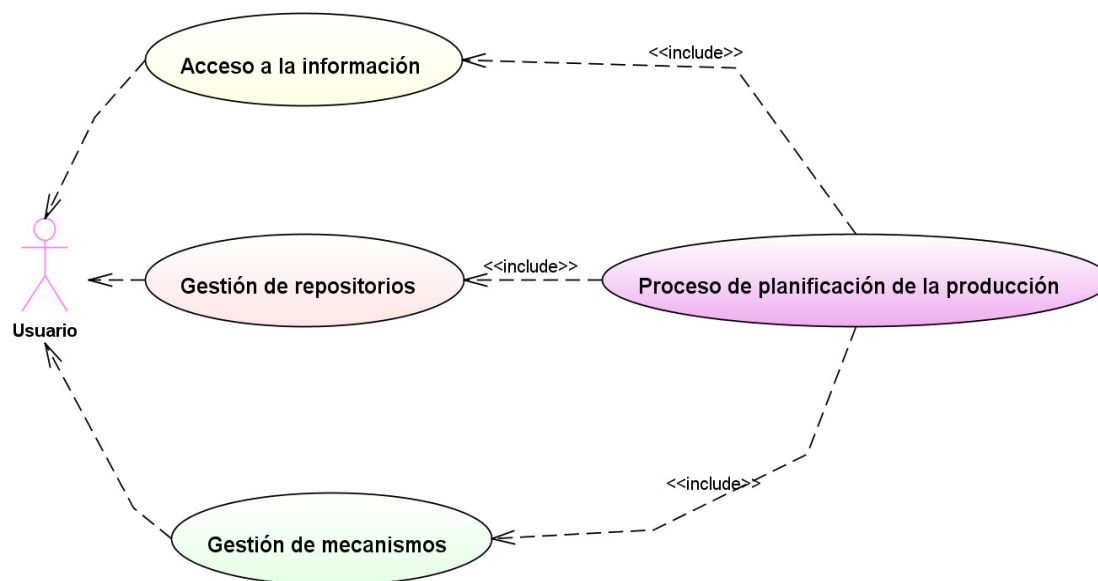 Acceso a la información
<<include>>
Gestión de repositorios
<<include>>
Proceso de planificación de la producción
Usuario
<<include>>
Gestión de mecanismos